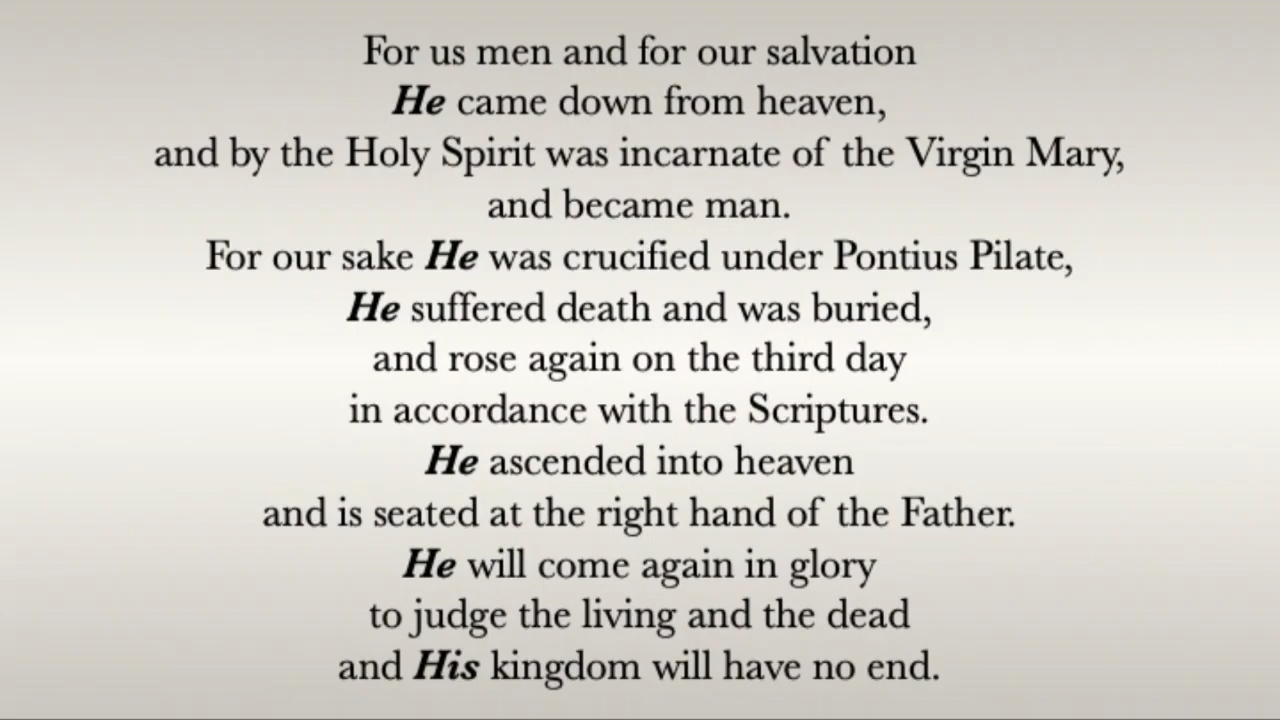 For us men and for our salvation
He came down from heaven,
and by the Holy Spirit was incarnate of the Virgin Mary,
and became man.
For our sake He was crucified under Pontius Pilate,
He suffered death and was buried,
and rose again on the third day
in accordance with the Scriptures.
He ascended into heaven
and is seated at the right hand of the Father.
He will come again in glory
to judge the living and the dead
and His kingdom will have no end.